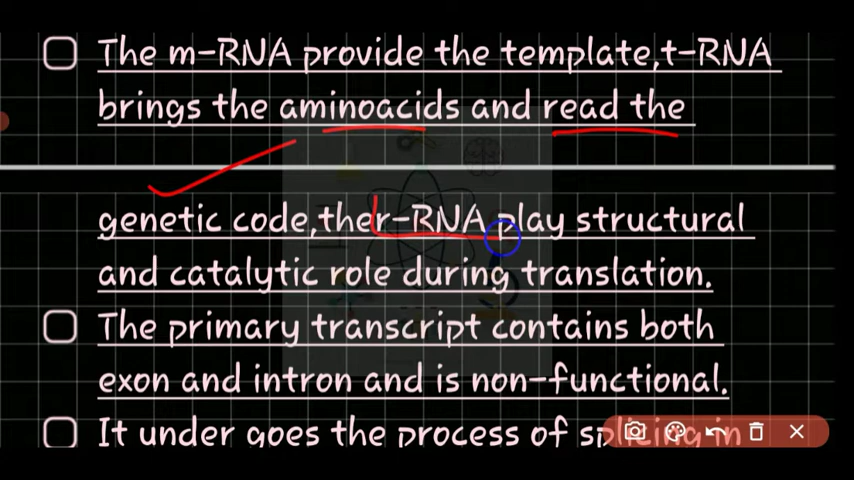 The m-RNA provide the template,t-RNA
brings the aminoacids and read the
genetic code,the r-RNA play structural
and catalytic role during translation.
The primary transcript contains both
exon and intron and is non-functional.
It under goes the process of splicing in